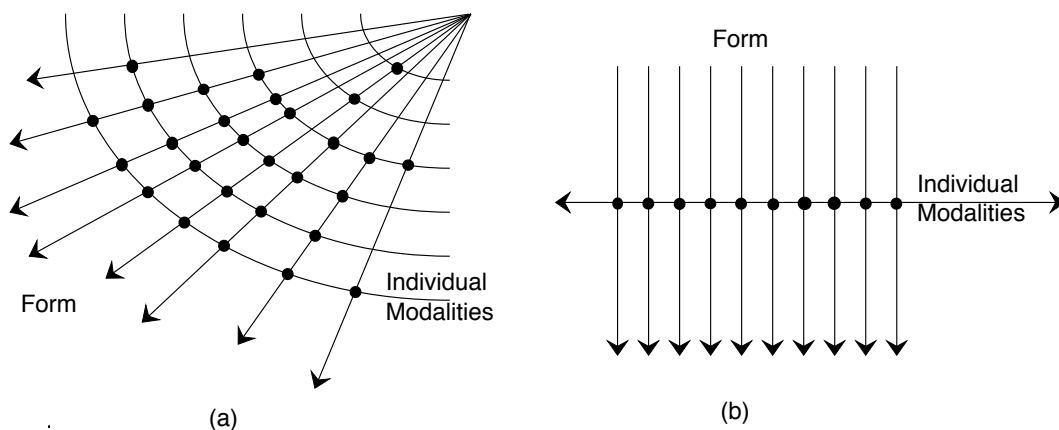 Form
Individual
Modalities
(a)
Form
Individual
Modalities
(b)